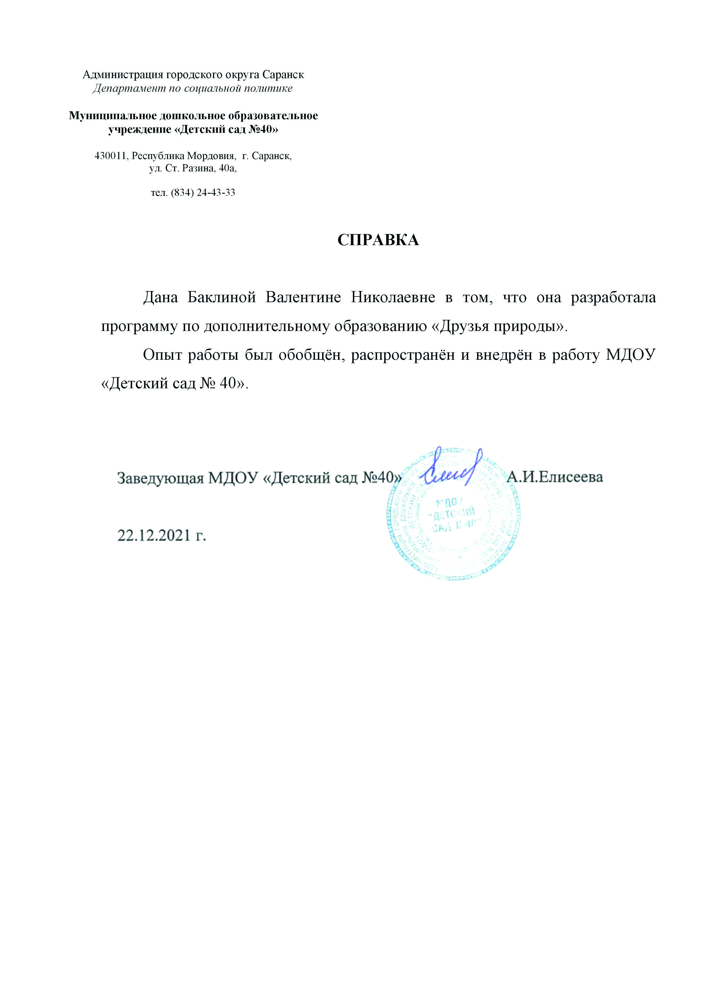 Администрация городского округа Саранск
Департамент по социальной политике
Муниципальное дошкольное образовательное
учреждение «Детский сад №40»
430011, Республика Мордовия, г. Саранск,
ул. Ст. Разина, 40а,
тел. (834) 24-43-33
СПРАВКА
Дана Баклиной Валентине Николаевне в том, что она разработала
программу по дополнительному образованию «Друзья природы».
Опыт работы был обобщён, распространён и внедрён в работу МДОУ
«Детский сад № 40».
Заведующая МДОУ «Детский сад №40» А.И.Елисеева
МДОУ
"ДЕТСКИЙ
САД №40"
22.12.2021 г.